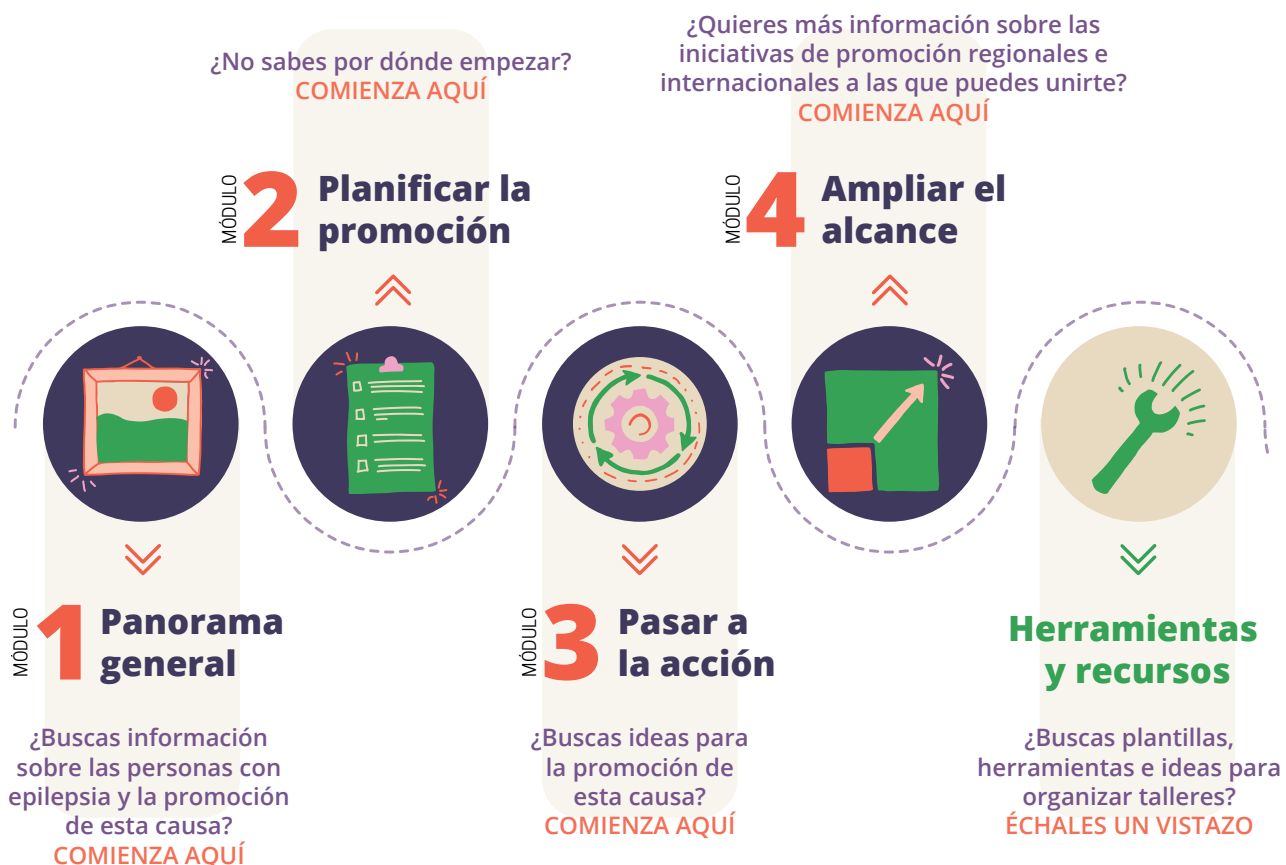 MÓDULO
1
Panorama
general
¿Buscas información
sobre las personas con
epilepsia y la promoción
de esta causa?
COMIENZA AQUÍ
¿No sabes por dónde empezar?
COMIENZA AQUÍ
MÓDULO
2
Planificar la
promoción
MÓDULO
3
Pasar a
la acción
¿Buscas ideas para
la promoción de
esta causa?
COMIENZA AQUÍ
¿Quieres más información sobre las
iniciativas de promoción regionales e
internacionales a las que puedes unirte?
COMIENZA AQUÍ
MÓDULO
4
Ampliar el
alcance
Herramientas
y recursos
¿Buscas plantillas,
herramientas e ideas para
organizar talleres?
ÉCHALES UN VISTAZO